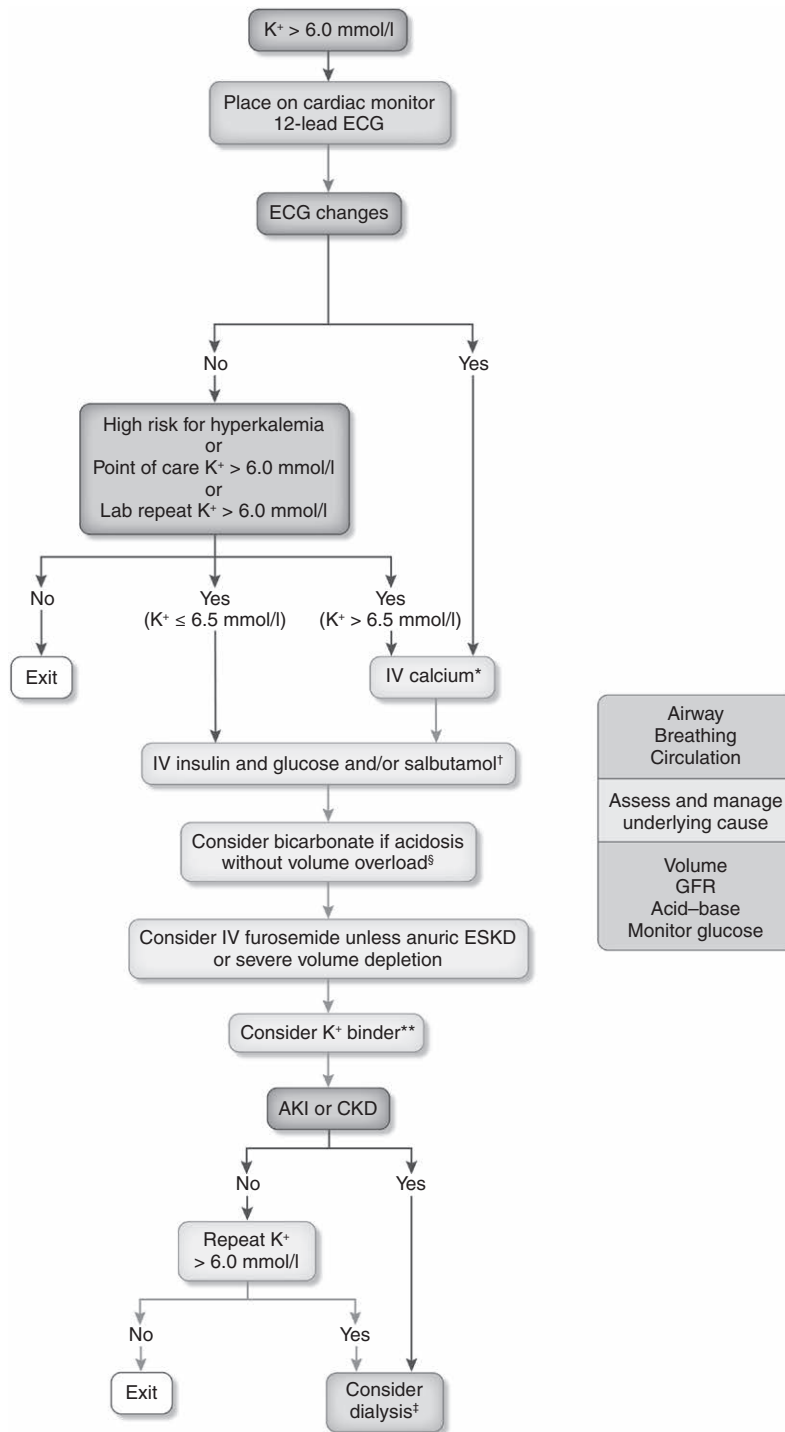 K⁺ > 6.0 mmol/l
Place on cardiac monitor
12-lead ECG
ECG changes
No
Yes
High risk for hyperkalemia
or
Point of care K⁺ > 6.0 mmol/l
or
Lab repeat K⁺ > 6.0 mmol/l
No
Yes
(K⁺ ≤ 6.5 mmol/l)
Yes
(K⁺ > 6.5 mmol/l)
Exit
IV calcium*
IV insulin and glucose and/or salbutamol†
Consider bicarbonate if acidosis
without volume overload§
Consider IV furosemide unless anuric ESKD
or severe volume depletion
Consider K⁺ binder**
AKI or CKD
No
Yes
Repeat K⁺
> 6.0 mmol/l
No
Yes
Exit
Consider
dialysis‡
Airway
Breathing
Circulation
Assess and manage
underlying cause
Volume
GFR
Acid–base
Monitor glucose